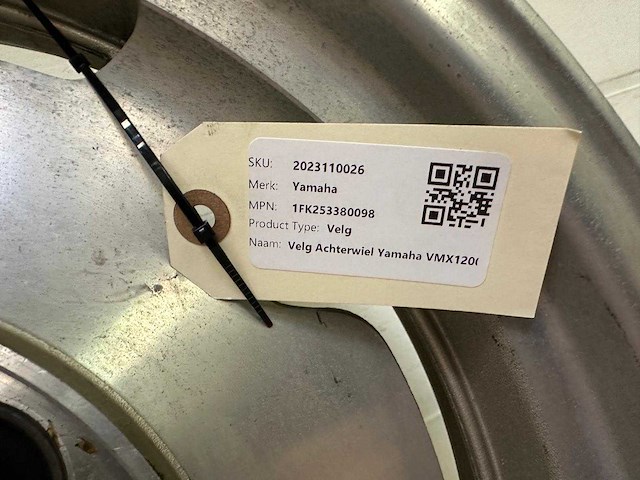 SKU: 2023110026
Merk: Yamaha
MPN: 1FK253380098
Product Type: Velg
Naam: Velg Achterwiel Yamaha VMX120